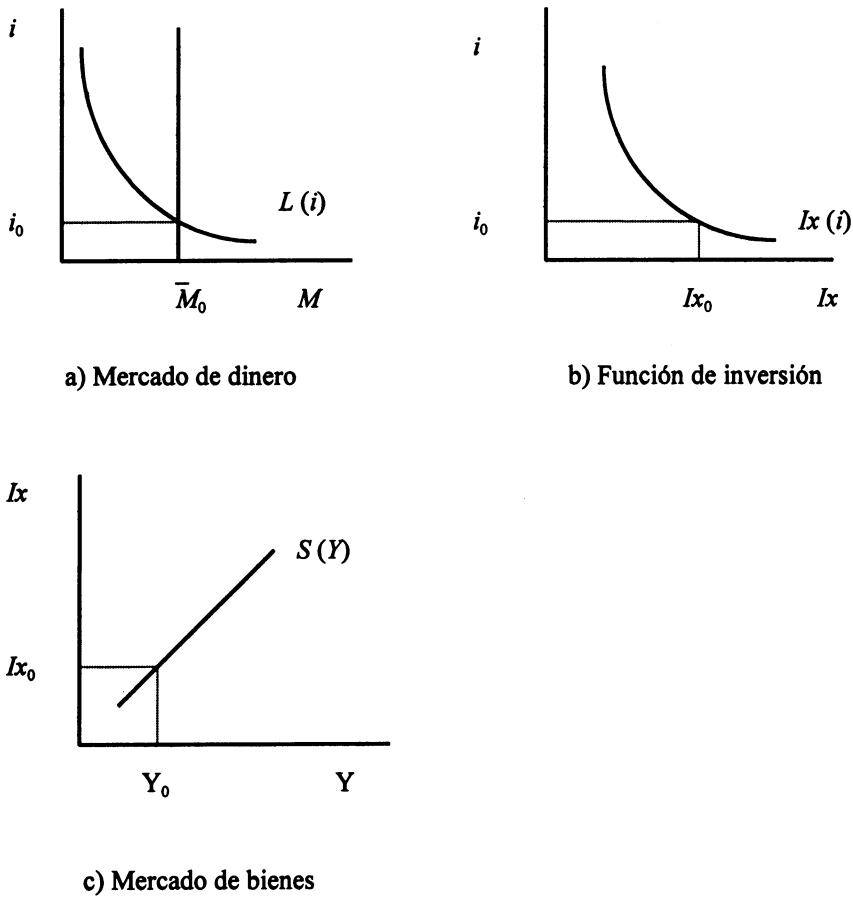 i
i₀
L (i)
M̅₀
M
a) Mercado de dinero
i
i₀
Ix (i)
Ix₀
Ix
b) Función de inversión
Ix
S (Y)
Ix₀
Y₀
Y
c) Mercado de bienes